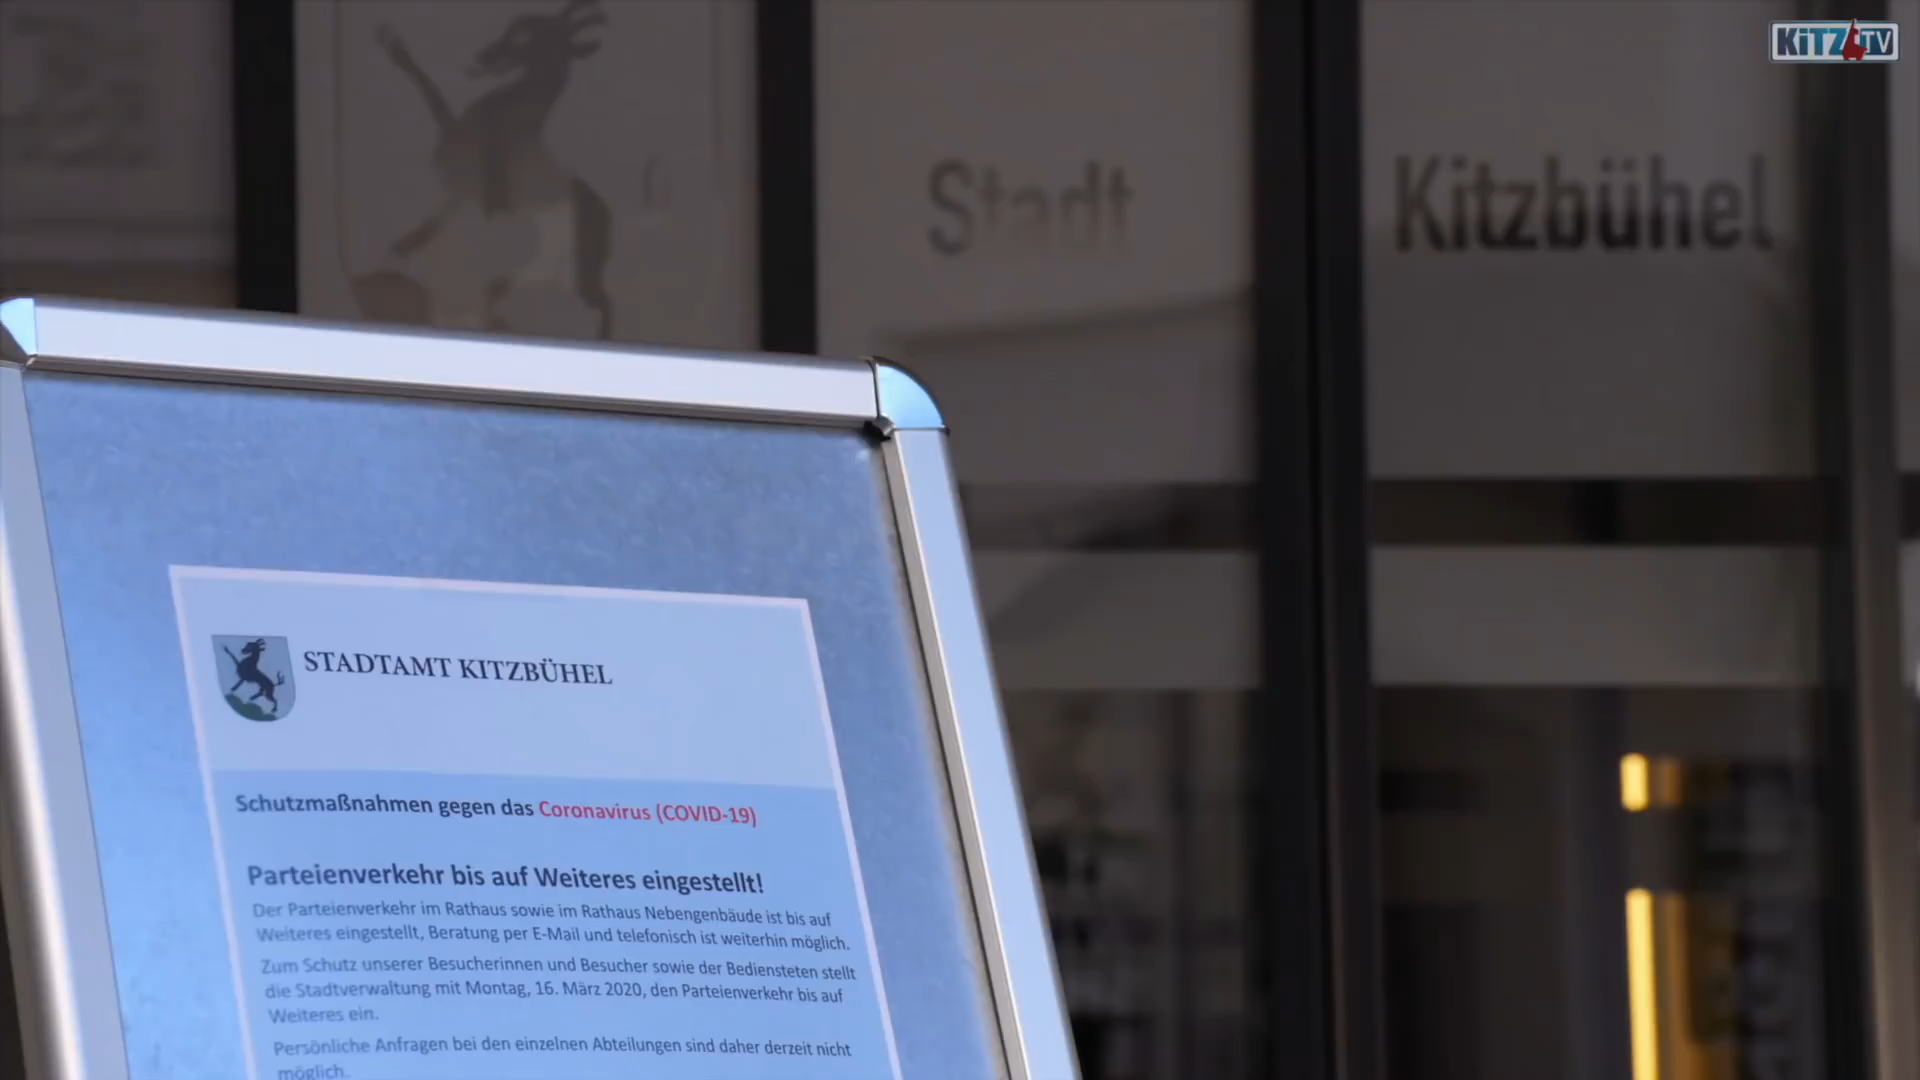 KiTZ TV
Stadt Kitzbühel
STADTAMT KITZBÜHEL
Schutzmaßnahmen gegen das Coronavirus (COVID-19)
Parteienverkehr bis auf Weiteres eingestellt!
Der Parteienverkehr im Rathaus sowie im Rathaus Nebengenbäude ist bis auf
Weiteres eingestellt, Beratung per E-Mail und telefonisch ist weiterhin möglich.
Zum Schutz unserer Besucherinnen und Besucher sowie der Bediensteten stellt
die Stadtverwaltung mit Montag, 16. März 2020, den Parteienverkehr bis auf
Weiteres ein.
Persönliche Anfragen bei den einzelnen Abteilungen sind daher derzeit nicht
möglich.